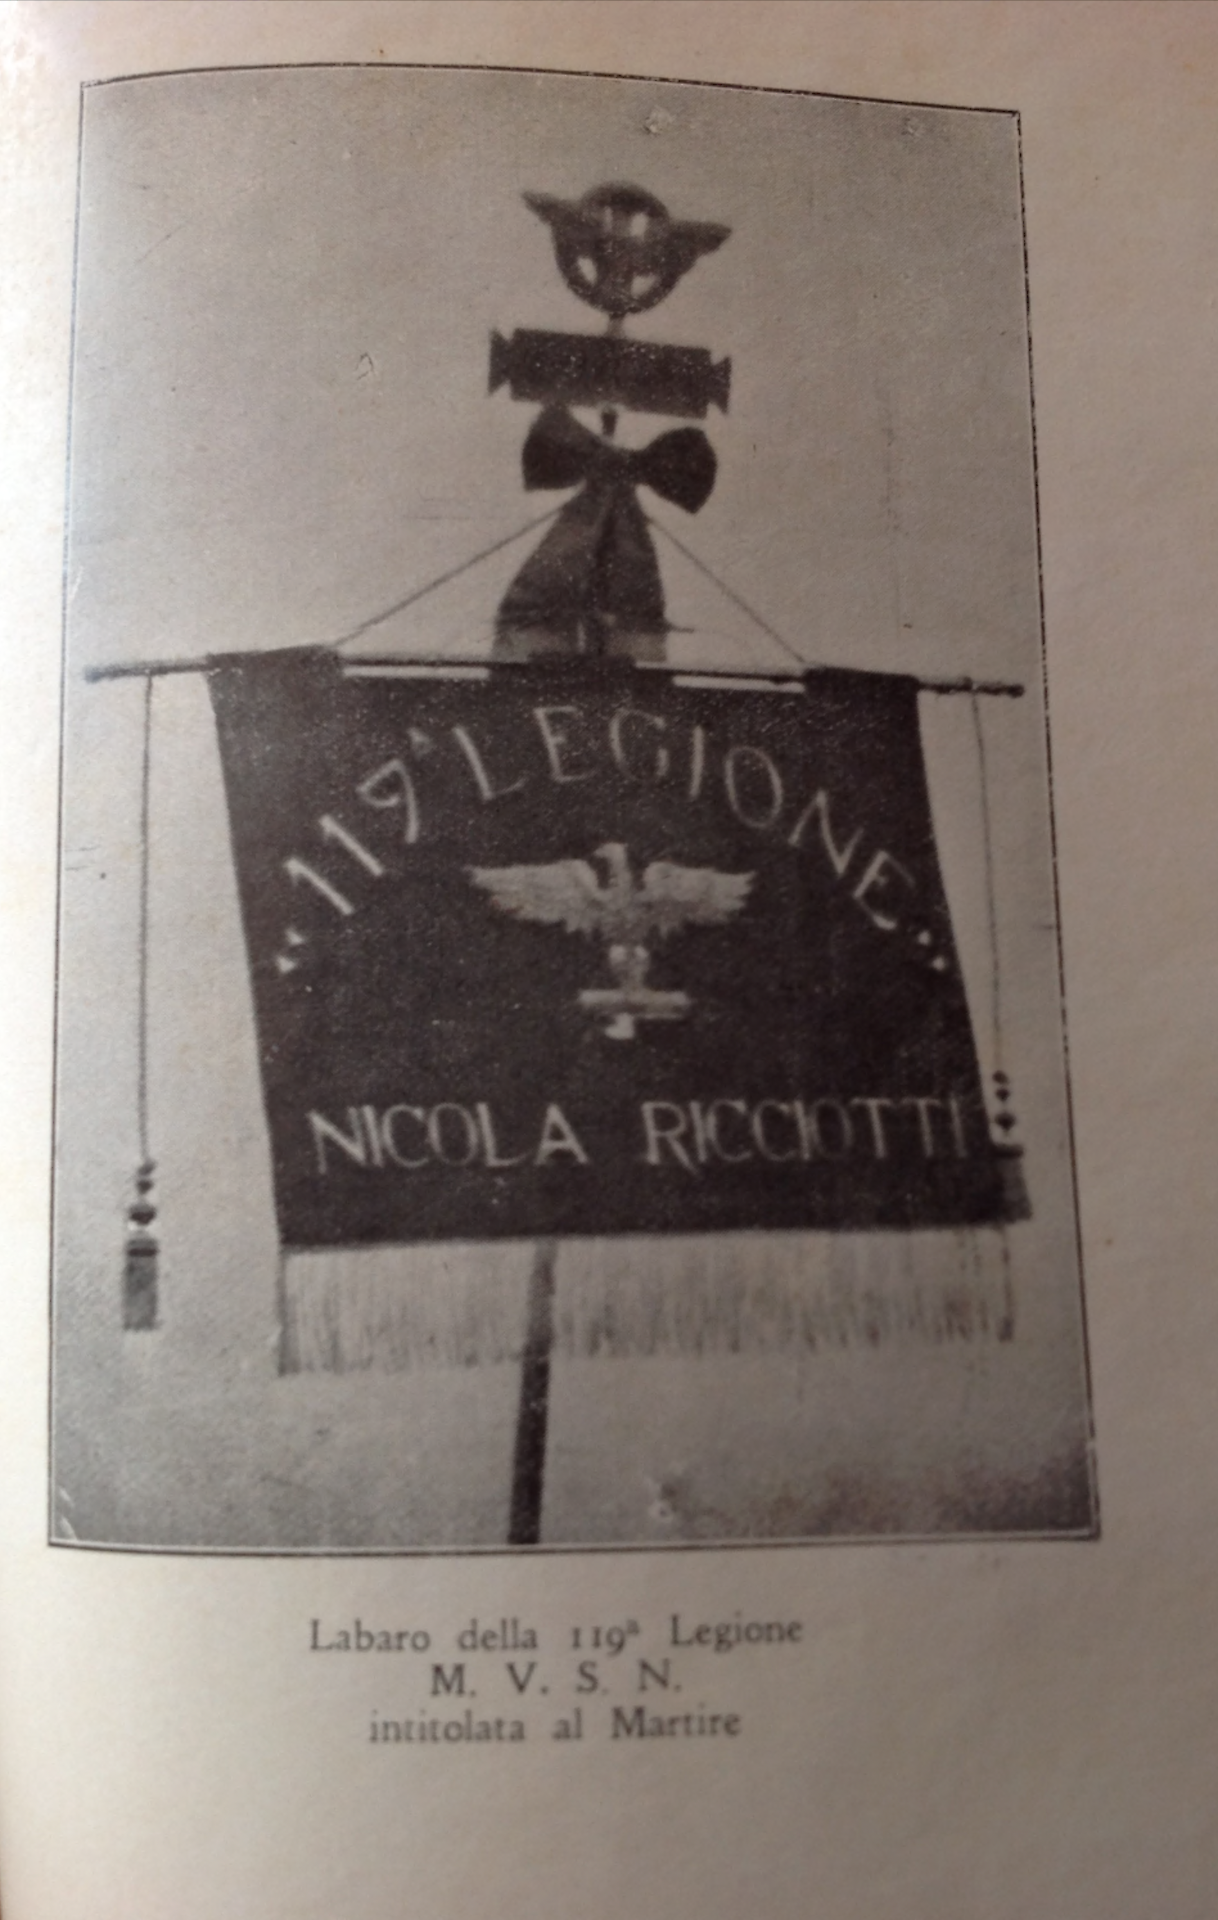 "119ª LEGIONE"
NICOLA RICCIOTTI
Labaro della 119ª Legione
M. V. S. N.
intitolata al Martire